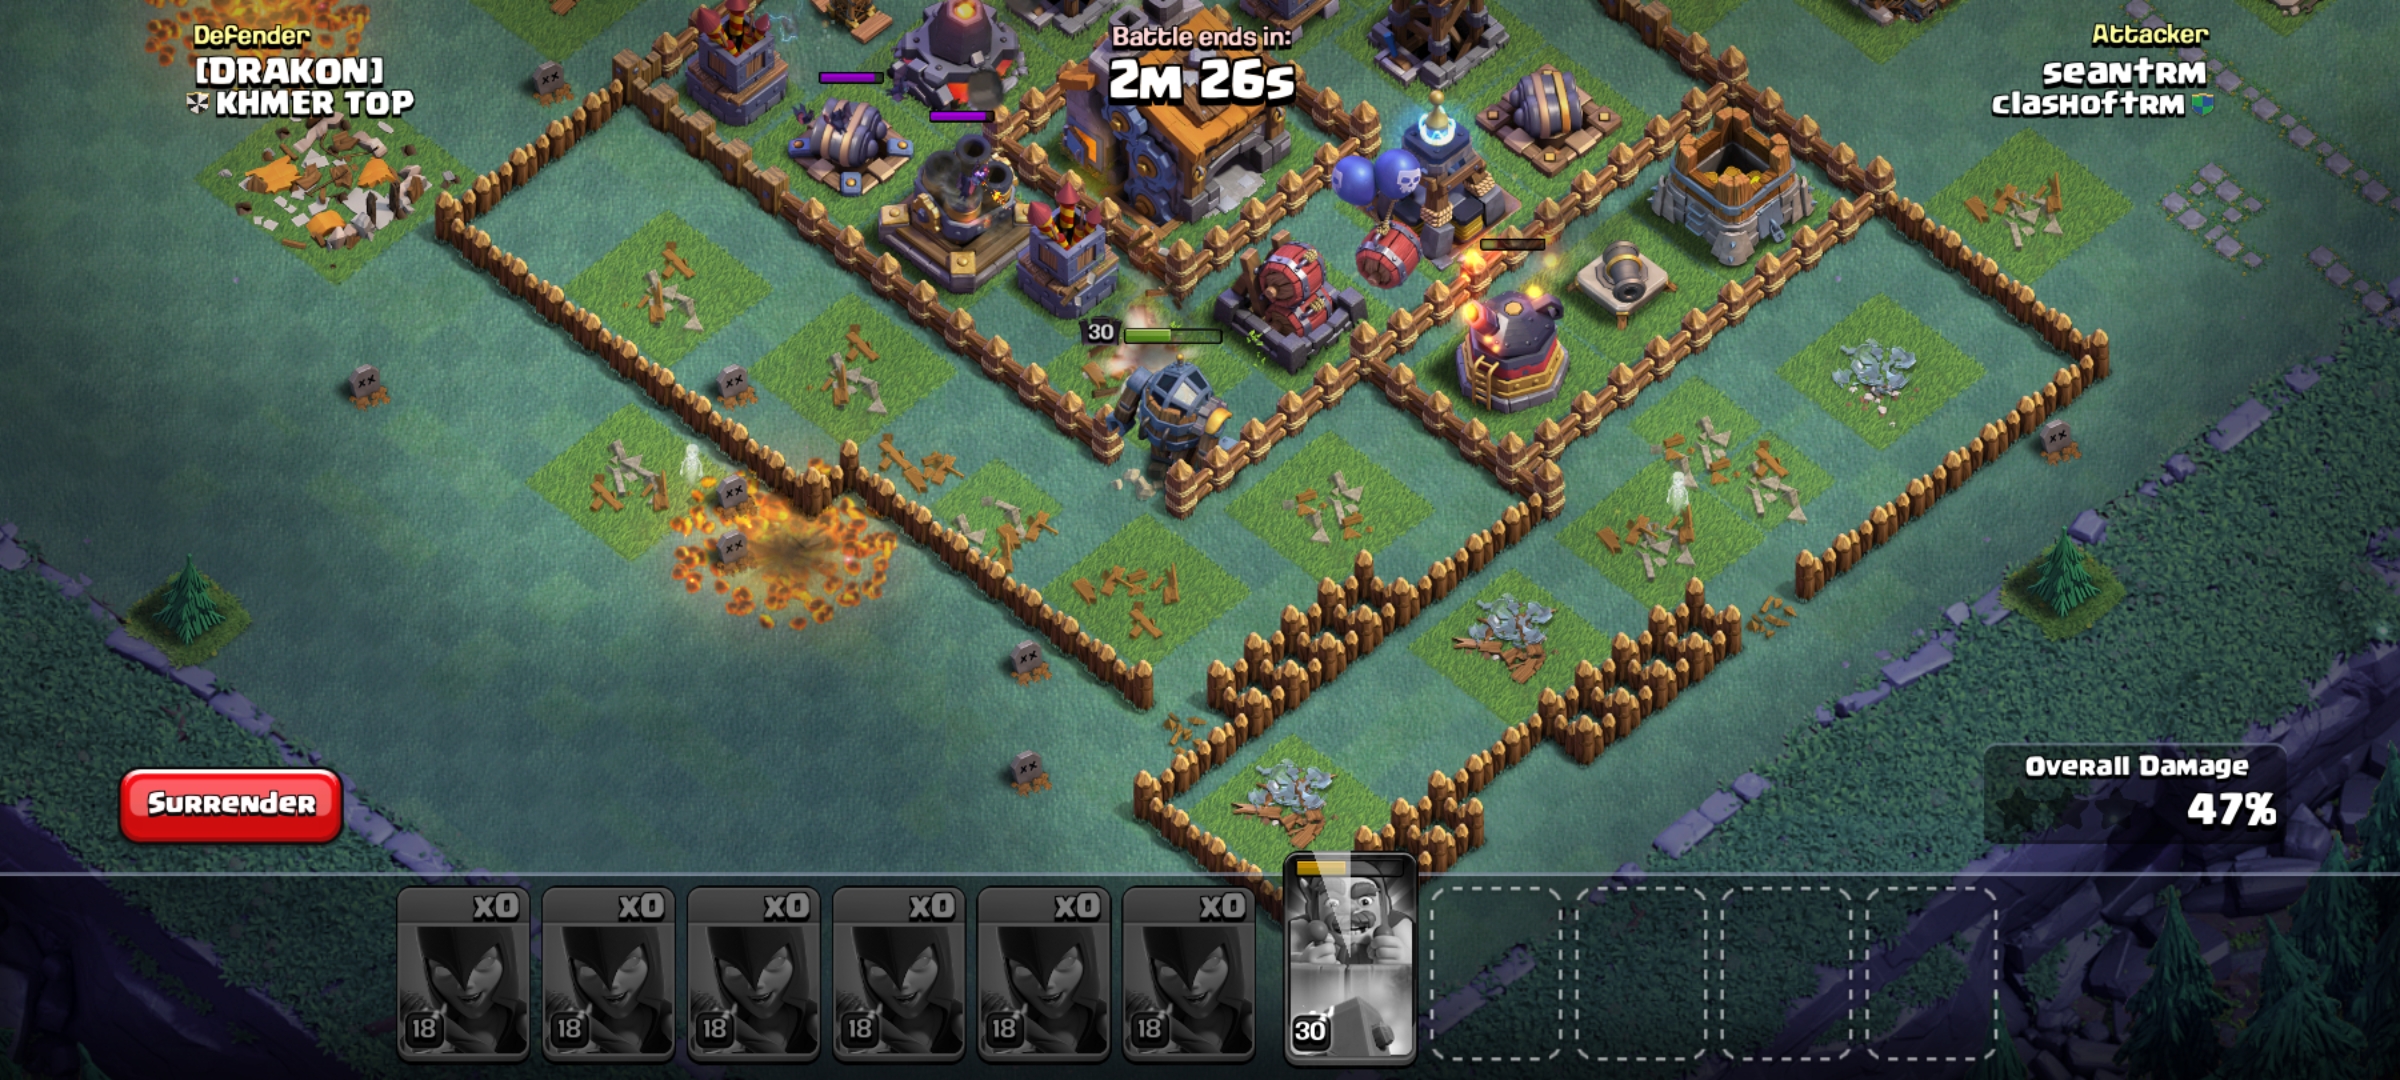 Defender
[DRAKON]
KHMER TOP
Battle ends in:
2M 26s
Attacker
seantRM
clashoftRM
30
Surrender
Overall Damage
47%
x0
x0
x0
x0
x0
x0
18
18
18
18
18
18
30